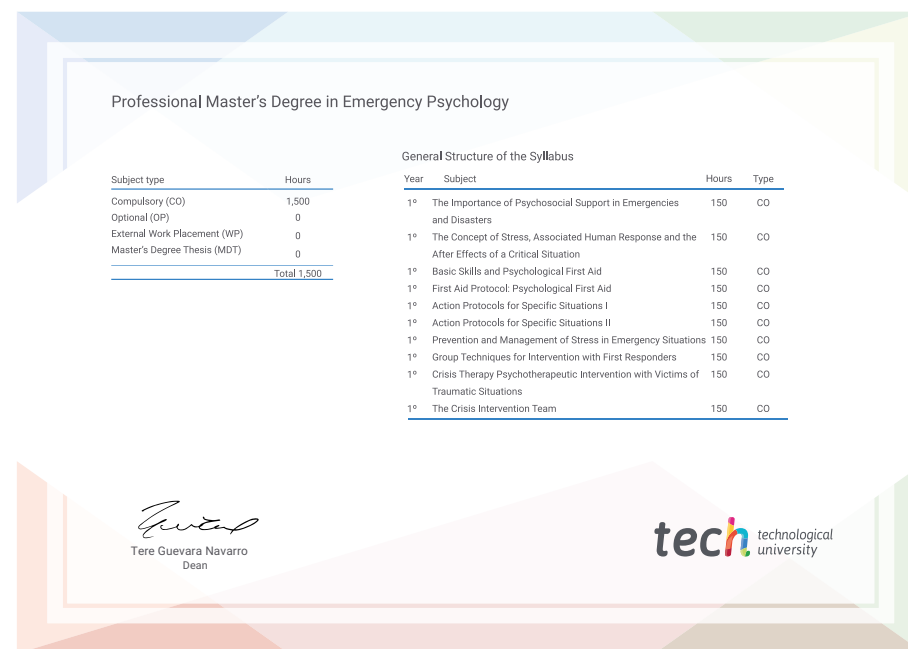 Professional Master's Degree in Emergency Psychology
Subject type Hours
Compulsory (CO) 1,500
Optional (OP) 0
External Work Placement (WP) 0
Master's Degree Thesis (MDT) 0
Total 1,500
General Structure of the Syllabus
Year Subject Hours Type
1º The Importance of Psychosocial Support in Emergencies 150 CO
and Disasters
1º The Concept of Stress, Associated Human Response and the 150 CO
After Effects of a Critical Situation
1º Basic Skills and Psychological First Aid 150 CO
1º First Aid Protocol: Psychological First Aid 150 CO
1º Action Protocols for Specific Situations I 150 CO
1º Action Protocols for Specific Situations II 150 CO
1º Prevention and Management of Stress in Emergency Situations 150 CO
1º Group Techniques for Intervention with First Responders 150 CO
1º Crisis Therapy Psychotherapeutic Intervention with Victims of 150 CO
Traumatic Situations
1º The Crisis Intervention Team 150 CO
Tere Guevara Navarro
Dean
tech technological
university